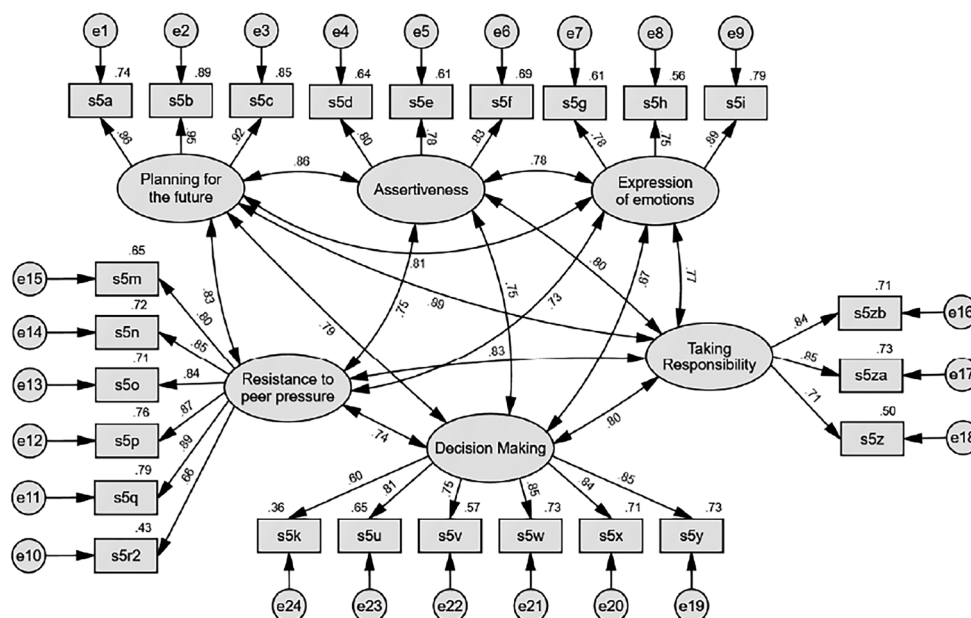 e1 e2 e3 e4 e5 e6 e7 e8 e9
.74 .89 .85 .64 .61 .69 .61 .56 .79
s5a s5b s5c s5d s5e s5f s5g s5h s5i
.86 .95 .92 .80 .78 .83 .78 .75 .89
.86 .78
Planning for
the future
Assertiveness
Expression
of emotions
.81 .89 .83 .79 .75 .75 .73 .80 .67 .77
.65
e15 s5m .80
.72
e14 s5n .85
.71
e13 s5o .84
.76
e12 s5p .87
.79
e11 s5q .89
.43
e10 s5r2 .66
Resistance to
peer pressure
.83
Taking
Responsibility
.84 .71
s5zb e16
.85 .73
s5za e17
.71 .50
s5z e18
.74 .80
Decision Making
.60 .81 .75 .85 .84 .85
.36 .65 .57 .73 .71 .73
s5k s5u s5v s5w s5x s5y
e24 e23 e22 e21 e20 e19